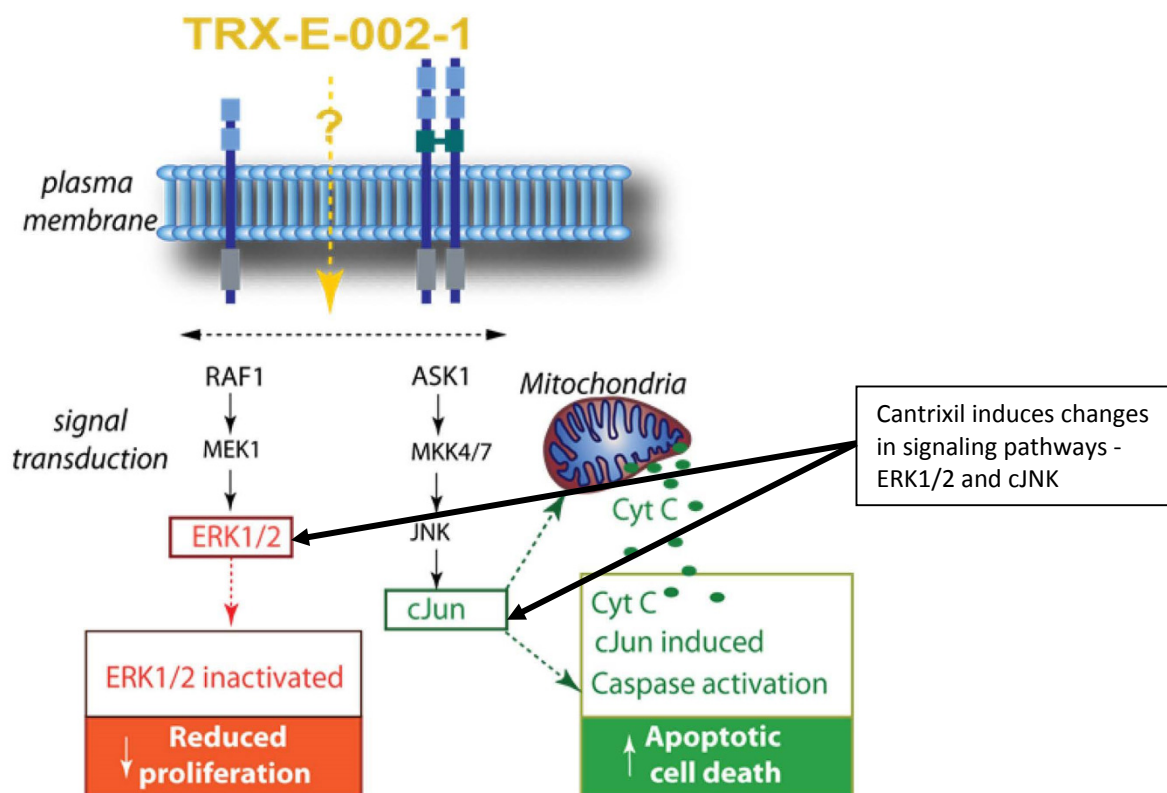 TRX-E-002-1
?
plasma
membrane
RAF1
ASK1
Mitochondria
signal
transduction
MEK1
MKK4/7
Cyt C
ERK1/2
JNK
cJun
Cantrixil induces changes
in signaling pathways -
ERK1/2 and cJNK
ERK1/2 inactivated
Reduced
proliferation
Cyt C
cJun induced
Caspase activation
Apoptotic
cell death